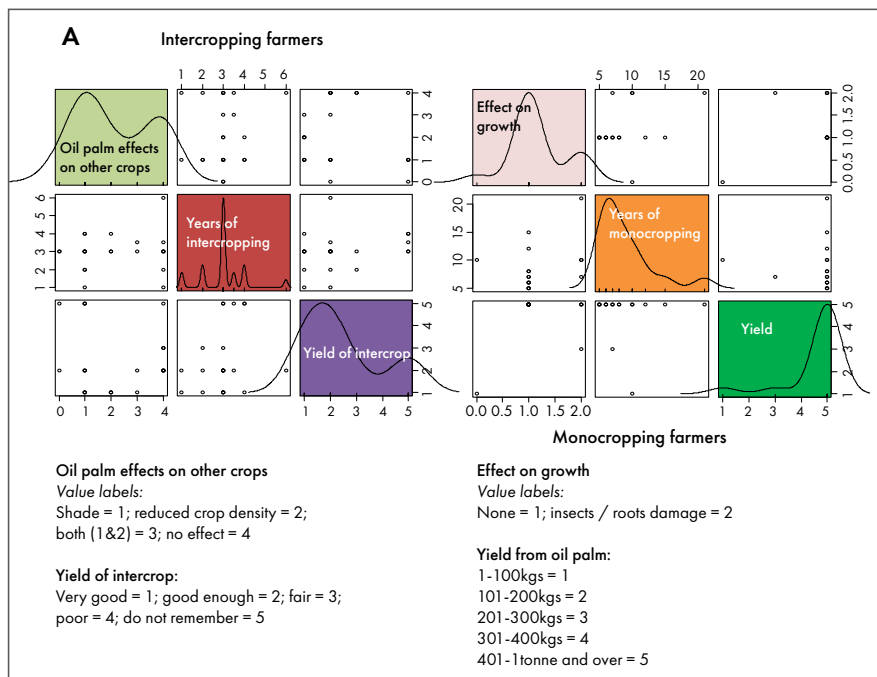 A
Intercropping farmers
1 2 3 4 5 6
5 10 15 20
Oil palm effects
on other crops
0 1 2 3 4
Effect on
growth
0.0 0.5 1.0 1.5 2.0
1 2 3 4 5 6
Years of
intercropping
5 10 15 20
Years of
monocropping
Yield of intercrop
1 2 3 4 5
Yield
1 2 3 4 5
0 1 2 3 4
1 2 3 4 5
0.0 0.5 1.0 1.5 2.0
1 2 3 4 5
Monocropping farmers
Oil palm effects on other crops
Value labels:
Shade = 1; reduced crop density = 2;
both (1&2) = 3; no effect = 4
Yield of intercrop:
Very good = 1; good enough = 2; fair = 3;
poor = 4; do not remember = 5
Effect on growth
Value labels:
None = 1; insects / roots damage = 2
Yield from oil palm:
1-100kgs = 1
101-200kgs = 2
201-300kgs = 3
301-400kgs = 4
401-1tonne and over = 5